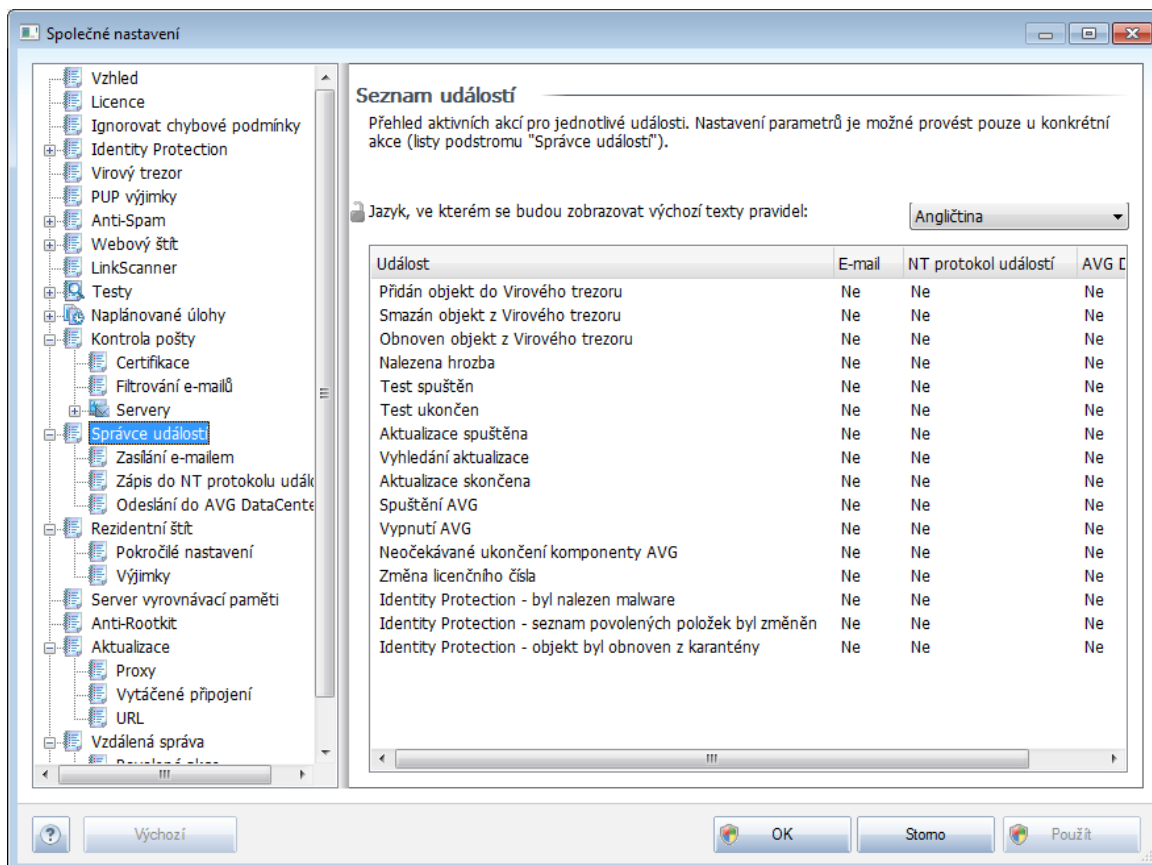 Společné nastavení
Vzhled
Licence
Ignorovat chybové podmínky
Identity Protection
Virový trezor
PUP výjimky
Anti-Spam
Webový štít
LinkScanner
Testy
Naplánované úlohy
Kontrola pošty
Certifikace
Filtrování e-mailů
Servery
Správce událostí
Zasílání e-mailem
Zápis do NT protokolu událo
Odeslání do AVG DataCente
Rezidentní štít
Pokročilé nastavení
Výjimky
Server vyrovnávací paměti
Anti-Rootkit
Aktualizace
Proxy
Vytáčené připojení
URL
Vzdálená správa
Seznam událostí
Přehled aktivních akcí pro jednotlivé události. Nastavení parametrů je možné provést pouze u konkrétní
akce (listy podstromu "Správce událostí").
Jazyk, ve kterém se budou zobrazovat výchozí texty pravidel: Angličtina
Událost E-mail NT protokol událostí AVG D
Přidán objekt do Virového trezoru Ne Ne Ne
Smazán objekt z Virového trezoru Ne Ne Ne
Obnoven objekt z Virového trezoru Ne Ne Ne
Nalezena hrozba Ne Ne Ne
Test spuštěn Ne Ne Ne
Test ukončen Ne Ne Ne
Aktualizace spuštěna Ne Ne Ne
Vyhledání aktualizace Ne Ne Ne
Aktualizace skončena Ne Ne Ne
Spuštění AVG Ne Ne Ne
Vypnutí AVG Ne Ne Ne
Neočekávané ukončení komponenty AVG Ne Ne Ne
Změna licenčního čísla Ne Ne Ne
Identity Protection - byl nalezen malware Ne Ne Ne
Identity Protection - seznam povolených položek byl změněn Ne Ne Ne
Identity Protection - objekt byl obnoven z karantény Ne Ne Ne
Výchozí OK Storno Použít